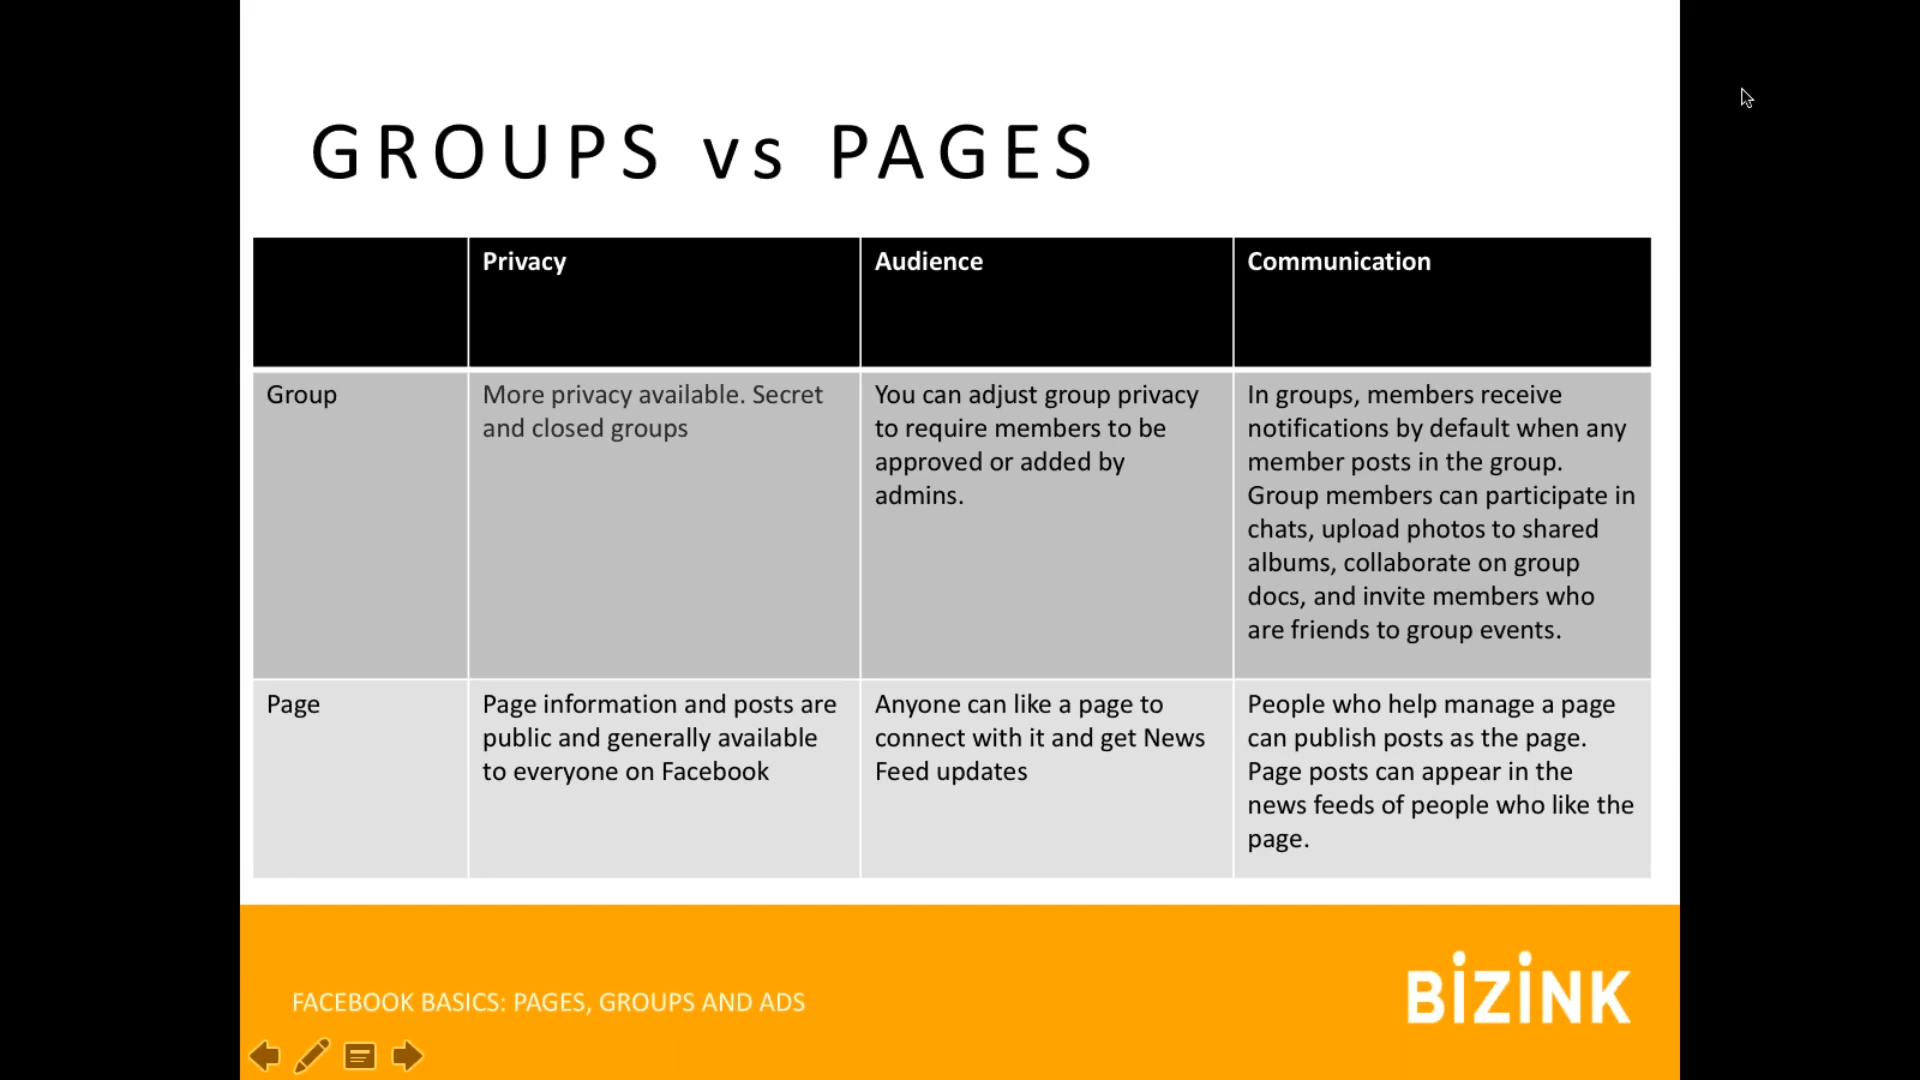 GROUPS vs PAGES
Privacy
Audience
Communication
Group
More privacy available. Secret
and closed groups
You can adjust group privacy
to require members to be
approved or added by
admins.
In groups, members receive
notifications by default when any
member posts in the group.
Group members can participate in
chats, upload photos to shared
albums, collaborate on group
docs, and invite members who
are friends to group events.
Page
Page information and posts are
public and generally available
to everyone on Facebook
Anyone can like a page to
connect with it and get News
Feed updates
People who help manage a page
can publish posts as the page.
Page posts can appear in the
news feeds of people who like the
page.
FACEBOOK BASICS: PAGES, GROUPS AND ADS
BiZiNK